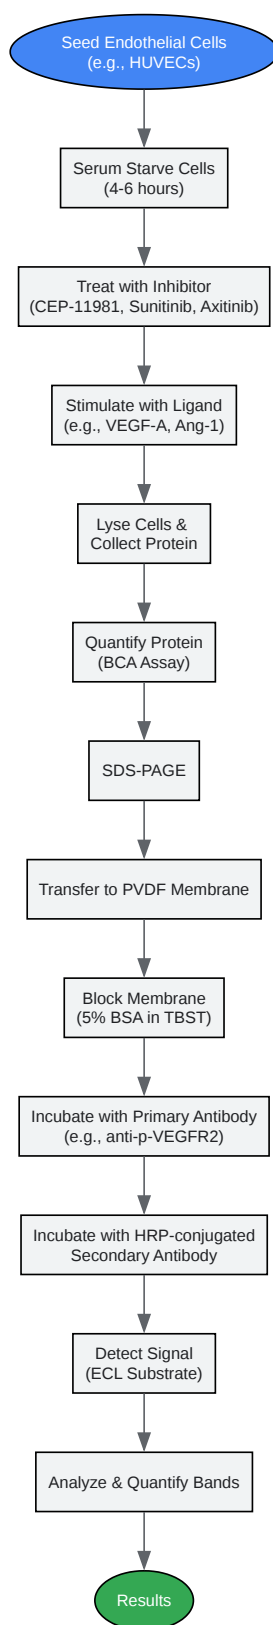 Seed Endothelial Cells
(e.g., HUVECs)
Serum Starve Cells
(4-6 hours)
Treat with Inhibitor
(CEP-11981, Sunitinib, Axitinib)
Stimulate with Ligand
(e.g., VEGF-A, Ang-1)
Lyse Cells &
Collect Protein
Quantify Protein
(BCA Assay)
SDS-PAGE
Transfer to PVDF Membrane
Block Membrane
(5% BSA in TBST)
Incubate with Primary Antibody
(e.g., anti-p-VEGFR2)
Incubate with HRP-conjugated
Secondary Antibody
Detect Signal
(ECL Substrate)
Analyze & Quantify Bands
Results